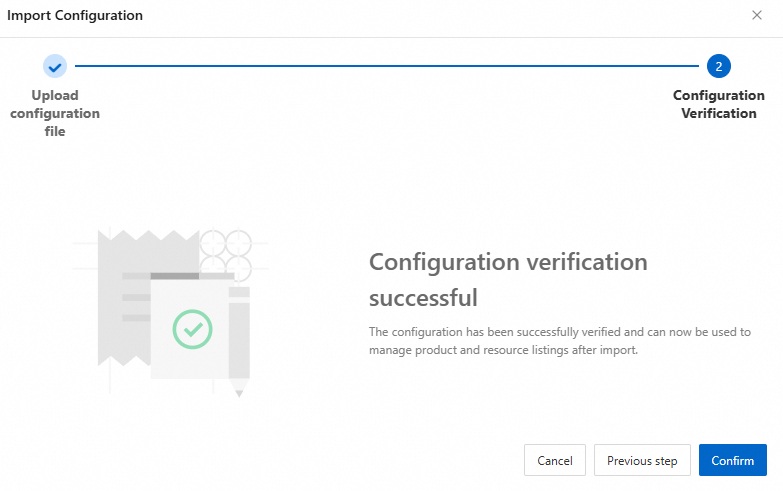 Import Configuration
2
Upload
configuration
file
Configuration
Verification
Configuration verification
successful
The configuration has been successfully verified and can now be used to
manage product and resource listings after import.
Cancel
Previous step
Confirm